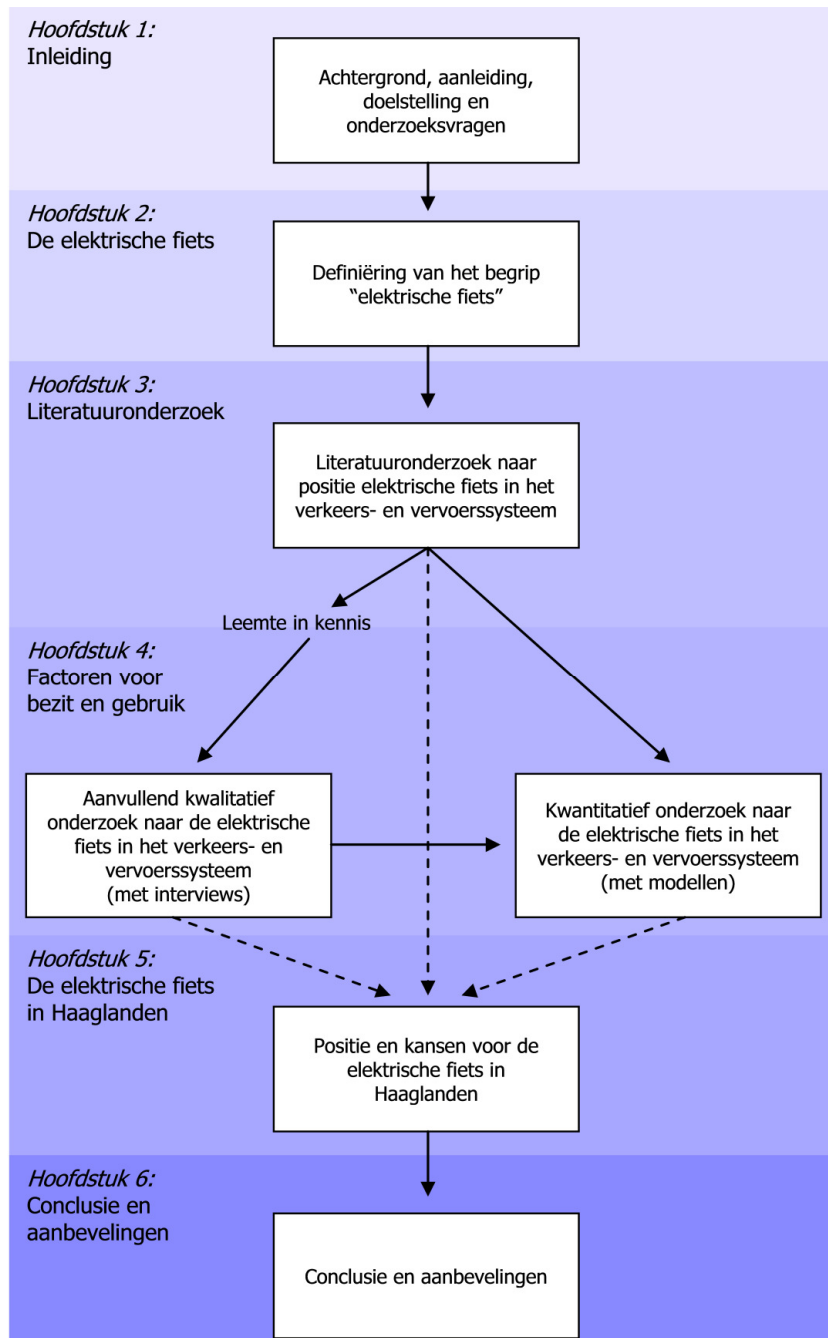 Hoofdstuk 1:
Inleiding
Achtergrond, aanleiding,
doelstelling en
onderzoeksvragen
Hoofdstuk 2:
De elektrische fiets
Definiëring van het begrip
“elektrische fiets”
Hoofdstuk 3:
Literatuuronderzoek
Literatuuronderzoek naar
positie elektrische fiets in het
verkeers- en vervoerssysteem
Leemte in kennis
Hoofdstuk 4:
Factoren voor
bezit en gebruik
Aanvullend kwalitatief
onderzoek naar de elektrische
fiets in het verkeers- en
vervoerssysteem
(met interviews)
Kwantitatief onderzoek naar
de elektrische fiets in het
verkeers- en vervoerssysteem
(met modellen)
Hoofdstuk 5:
De elektrische fiets
in Haaglanden
Positie en kansen voor de
elektrische fiets in
Haaglanden
Hoofdstuk 6:
Conclusie en
aanbevelingen
Conclusie en aanbevelingen